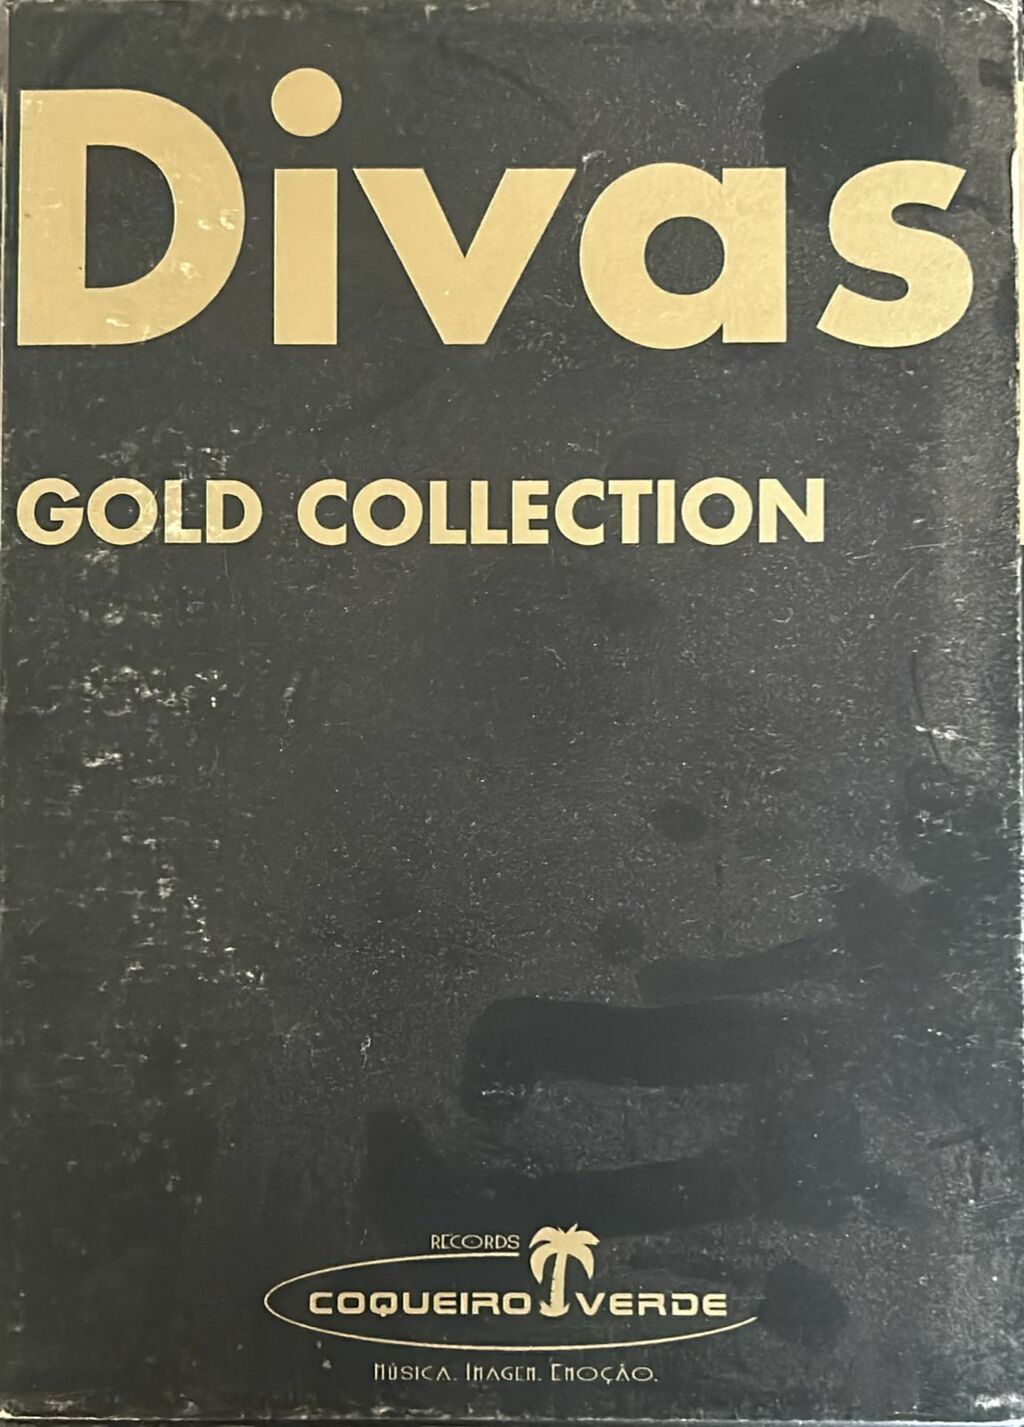 Divas
GOLD COLLECTION
RECORDS
COQUEIRO VERDE
MÚSICA. IMAGEM. EMOÇÃO.